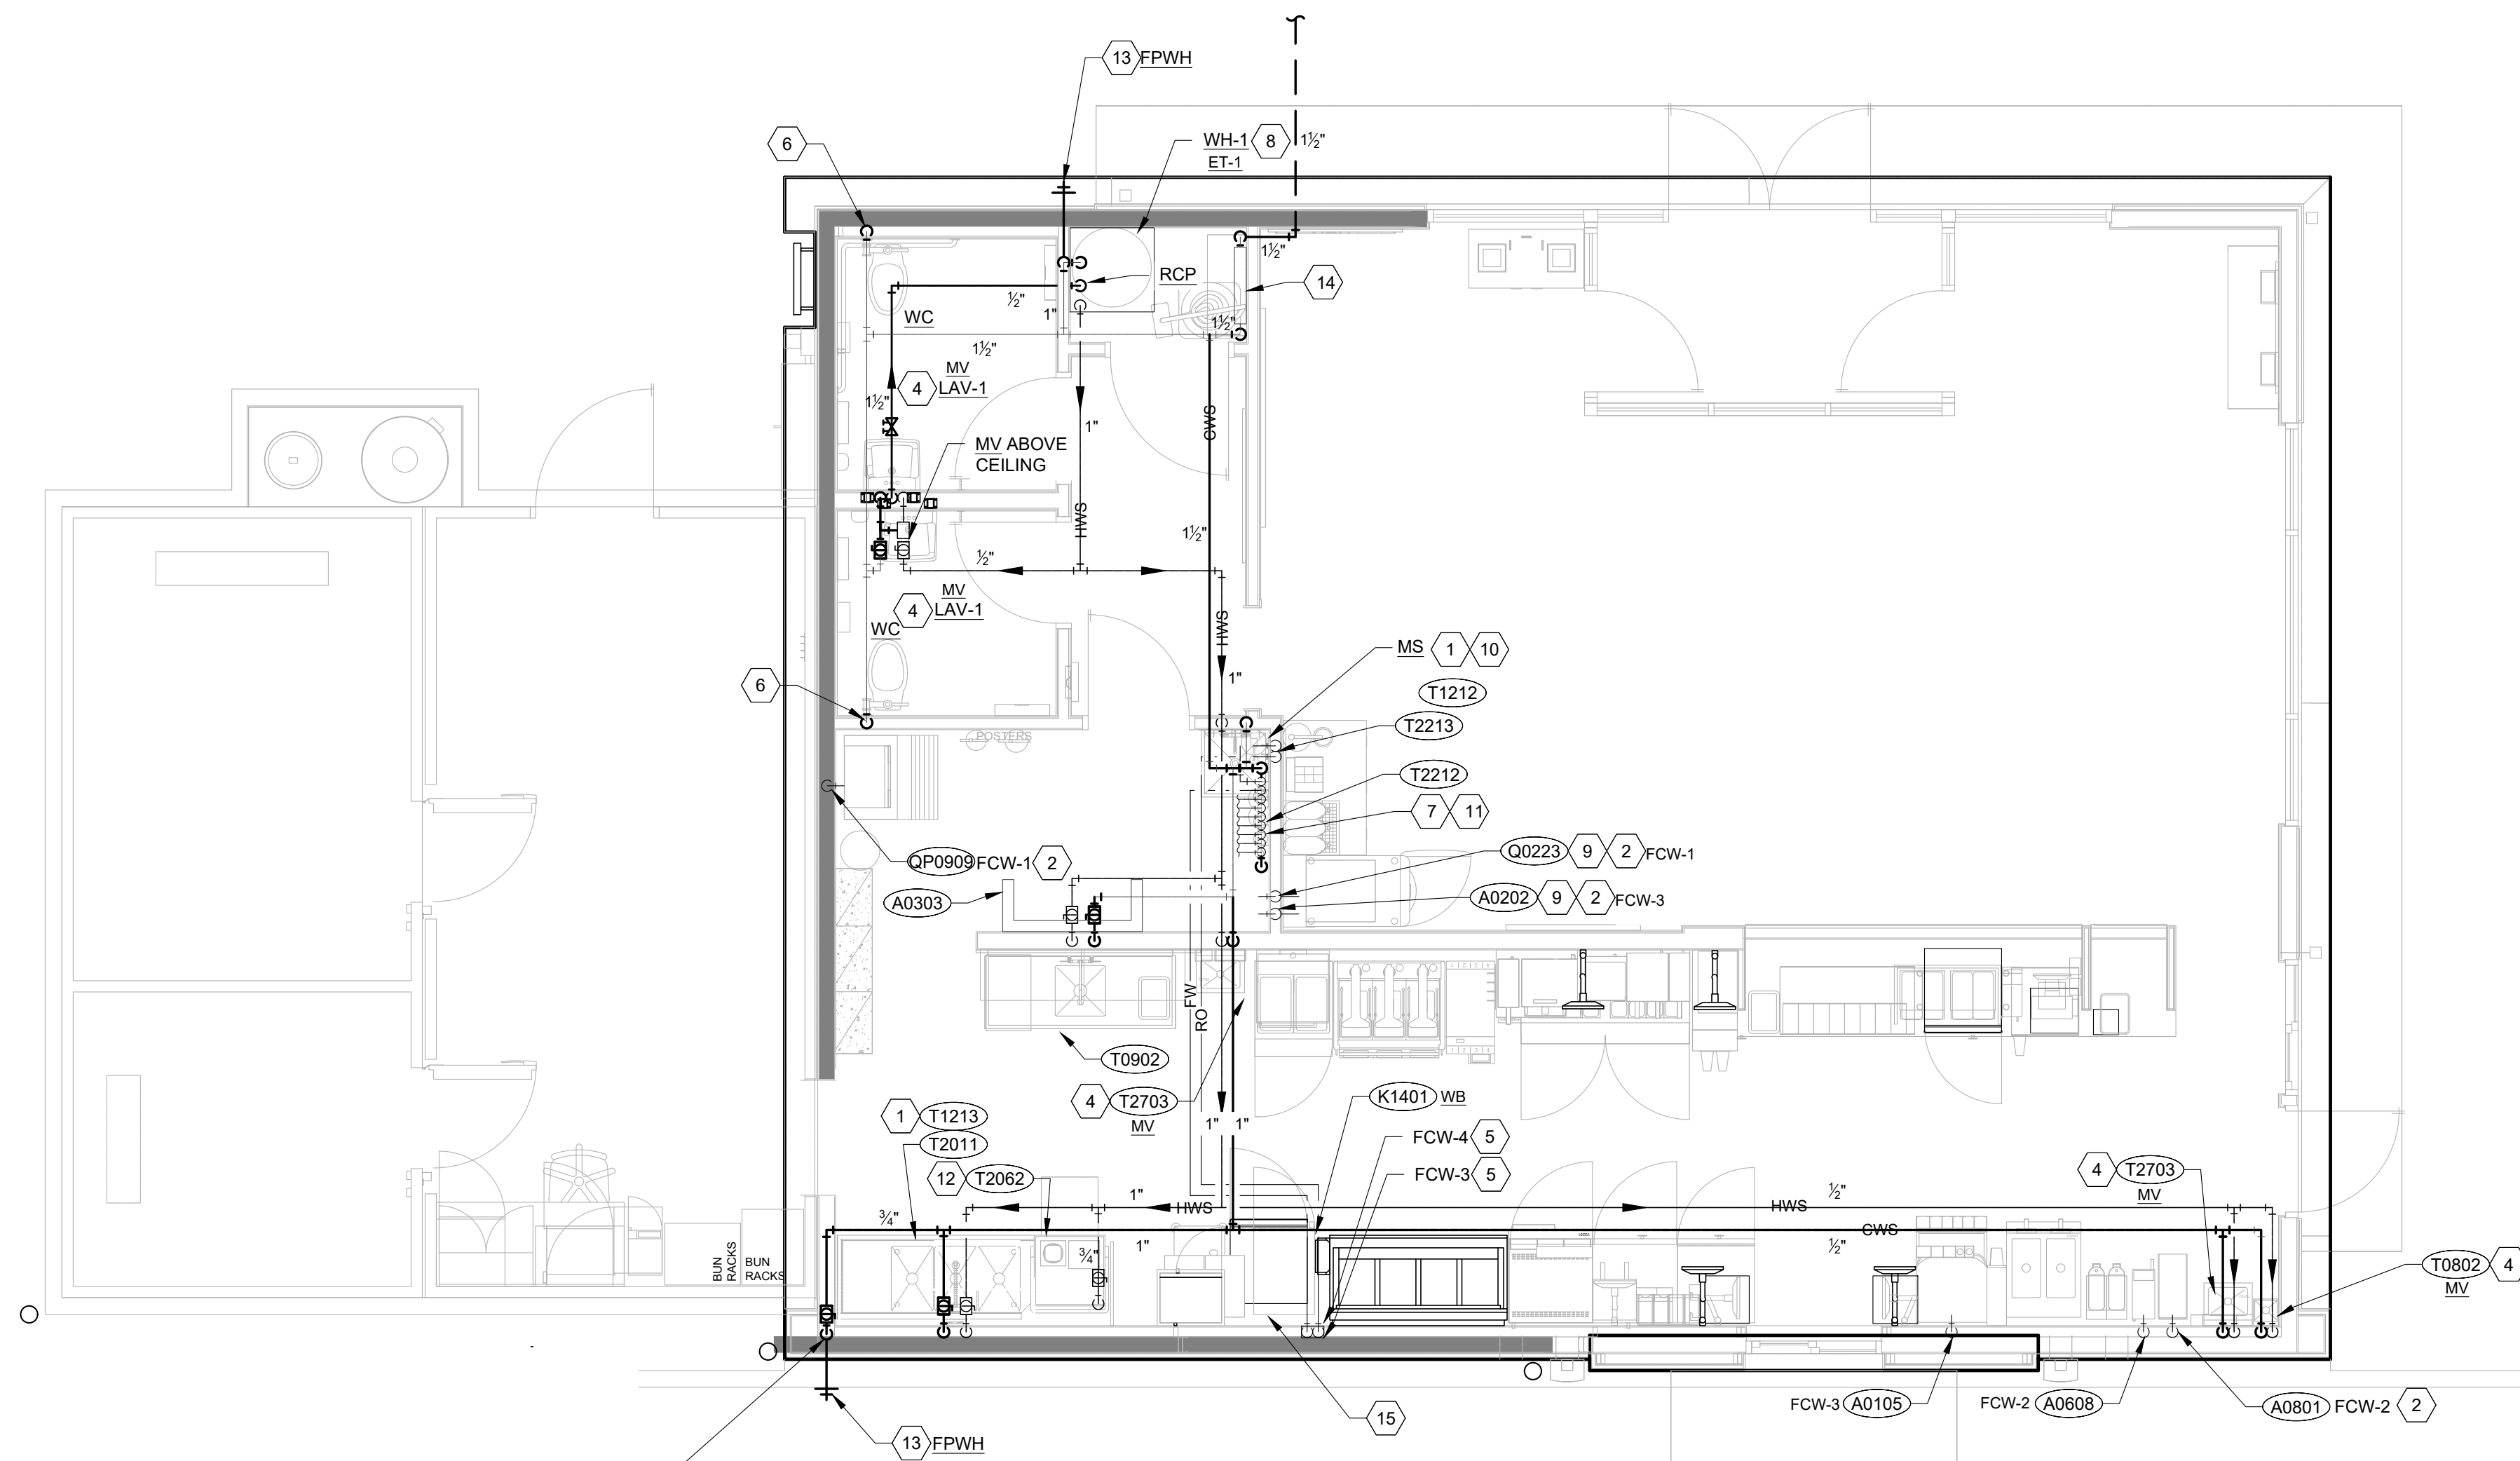 13 FPWH
6
WH-1 8 1½"
ET-1
1½"
RCP
14
½"
1"
WC
1½"
1½"
MV
4 LAV-1
1½"
CWS
1"
MV ABOVE
CEILING
HWS
1½"
½"
MV
4 LAV-1
WC
HWS
MS 1 10
1"
6
T1212
T2213
POSTERS
T2212
7 11
QP0909 FCW-1 2
Q0223 9 2 FCW-1
A0303
A0202 9 2 FCW-3
FW
RO
T0902
4 T2703
MV
K1401 WB
1 T1213
T2011
1" 1"
FCW-4 5
12 T2062
FCW-3 5
4 T2703
MV
1"
HWS
½"
HWS
¾"
CWS
1"
½"
¾"
BUN
RACKS
BUN
RACKS
T0802 4
MV
FCW-3 A0105
FCW-2 A0608
A0801 FCW-2 2
15
13 FPWH